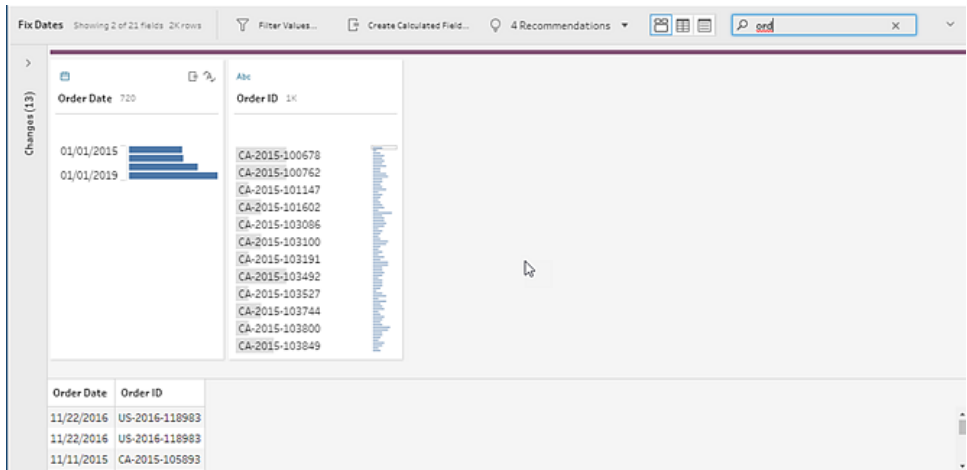 Fix Dates Showing 2 of 21 fields 2K rows Filter Values... Create Calculated Field... 4 Recommendations ord
Changes (13)
Abc
Order Date 720
Order ID 1K
01/01/2015
01/01/2019
CA-2015-100678
CA-2015-100762
CA-2015-101147
CA-2015-101602
CA-2015-103086
CA-2015-103100
CA-2015-103191
CA-2015-103492
CA-2015-103527
CA-2015-103744
CA-2015-103800
CA-2015-103849
Order Date Order ID
11/22/2016 US-2016-118983
11/22/2016 US-2016-118983
11/11/2015 CA-2015-105893